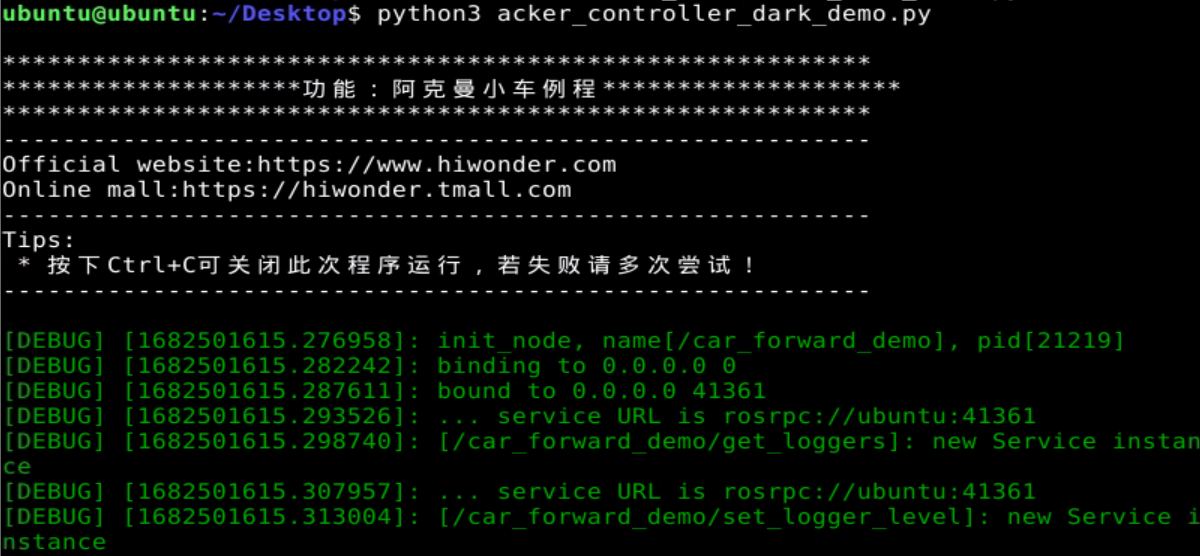 ubuntu@ubuntu:~/Desktop$ python3 acker_controller_dark_demo.py
**********************************************************
********************功能：阿克曼小车例程********************
**********************************************************
----------------------------------------------------------
Official website:https://www.hiwonder.com
Online mall:https://hiwonder.tmall.com
----------------------------------------------------------
Tips:
 * 按下Ctrl+C可关闭此次程序运行，若失败请多次尝试！
----------------------------------------------------------
[DEBUG] [1682501615.276958]: init_node, name[/car_forward_demo], pid[21219]
[DEBUG] [1682501615.282242]: binding to 0.0.0.0 0
[DEBUG] [1682501615.287611]: bound to 0.0.0.0 41361
[DEBUG] [1682501615.293526]: ... service URL is rosrpc://ubuntu:41361
[DEBUG] [1682501615.298740]: [/car_forward_demo/get_loggers]: new Service instan
ce
[DEBUG] [1682501615.307957]: ... service URL is rosrpc://ubuntu:41361
[DEBUG] [1682501615.313004]: [/car_forward_demo/set_logger_level]: new Service i
nstance